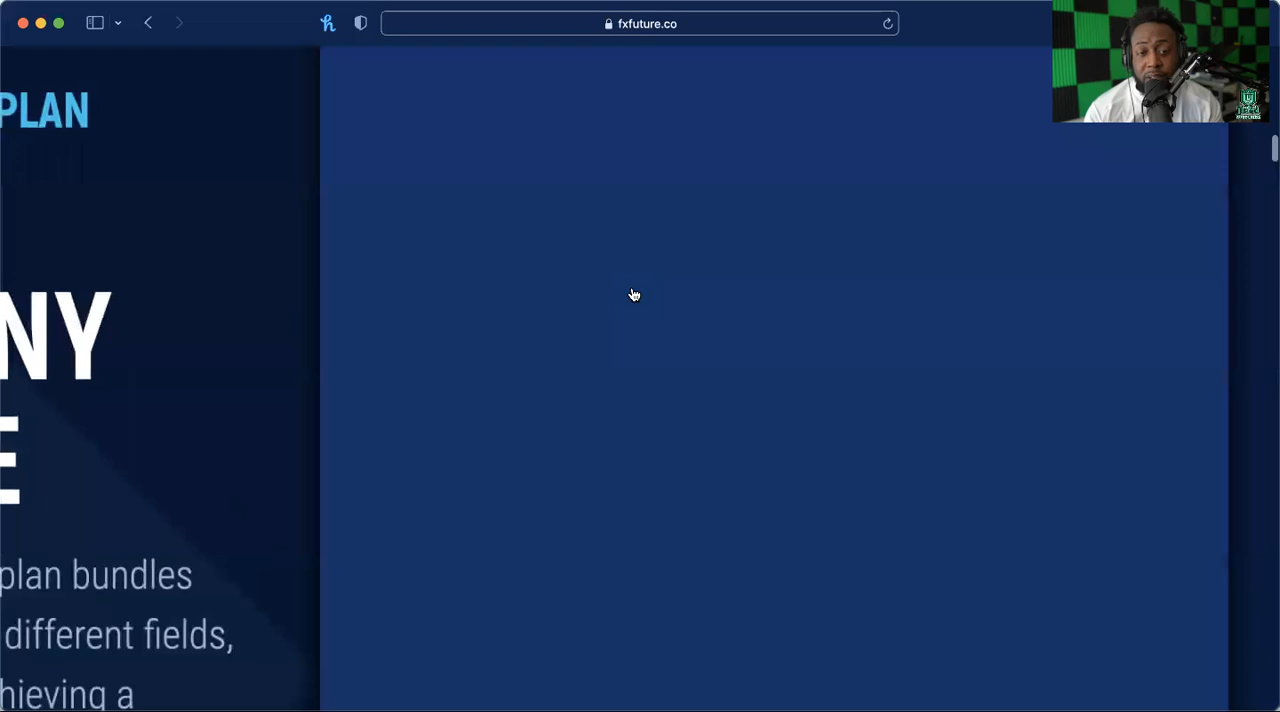 fxfuture.co
PLAN
NY
E
plan bundles
different fields,
hieving a